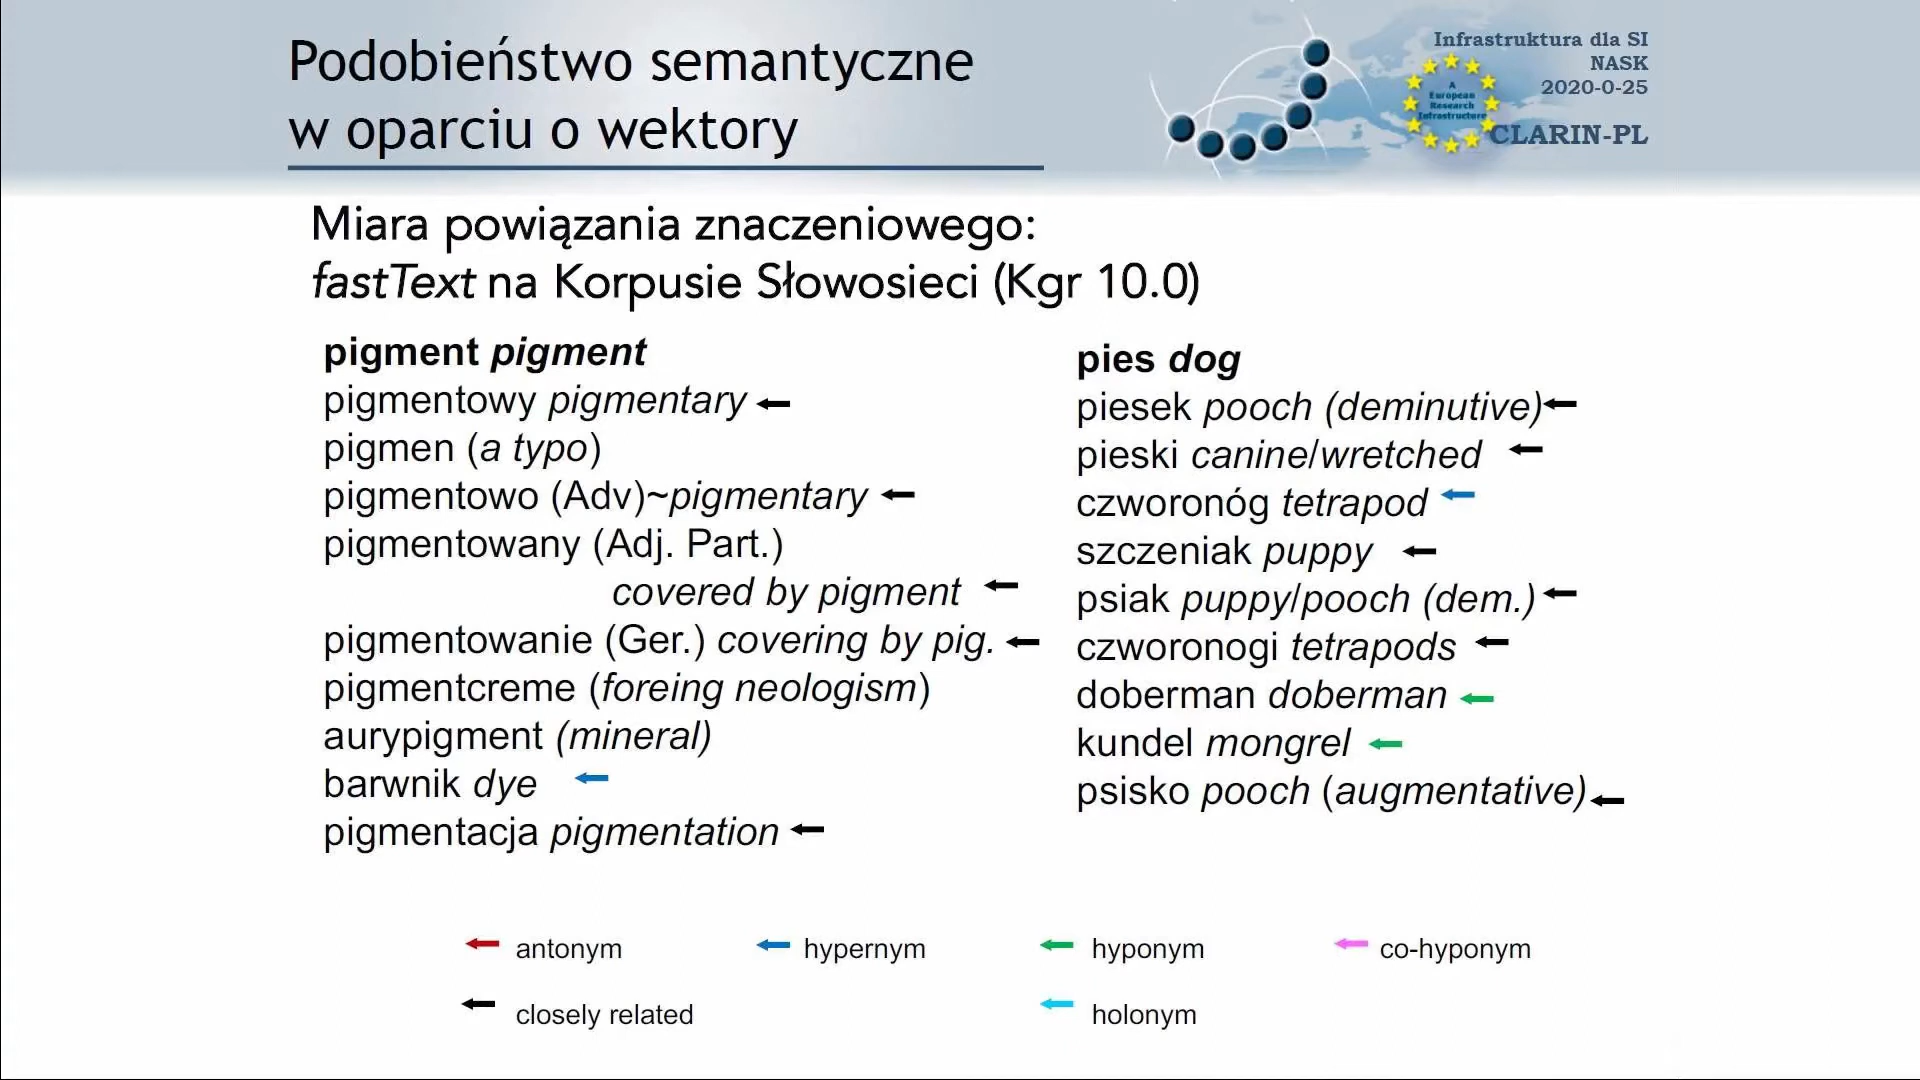 Podobieństwo semantyczne
w oparciu o wektory
Infrastruktura dla SI
NASK
2020-0-25
A
European
Research
Infrastructure
CLARIN-PL
Miara powiązania znaczeniowego:
fastText na Korpusie Słowosieci (Kgr 10.0)
pigment pigment
pigmentowy pigmentary
pigmen (a typo)
pigmentowo (Adv)~pigmentary
pigmentowany (Adj. Part.)
covered by pigment
pigmentowanie (Ger.) covering by pig.
pigmentcreme (foreing neologism)
aurypigment (mineral)
barwnik dye
pigmentacja pigmentation
pies dog
piesek pooch (deminutive)
pieski canine/wretched
czworonóg tetrapod
szczeniak puppy
psiak puppy/pooch (dem.)
czworonogi tetrapods
doberman doberman
kundel mongrel
psisko pooch (augmentative)
antonym
hypernym
hyponym
co-hyponym
closely related
holonym